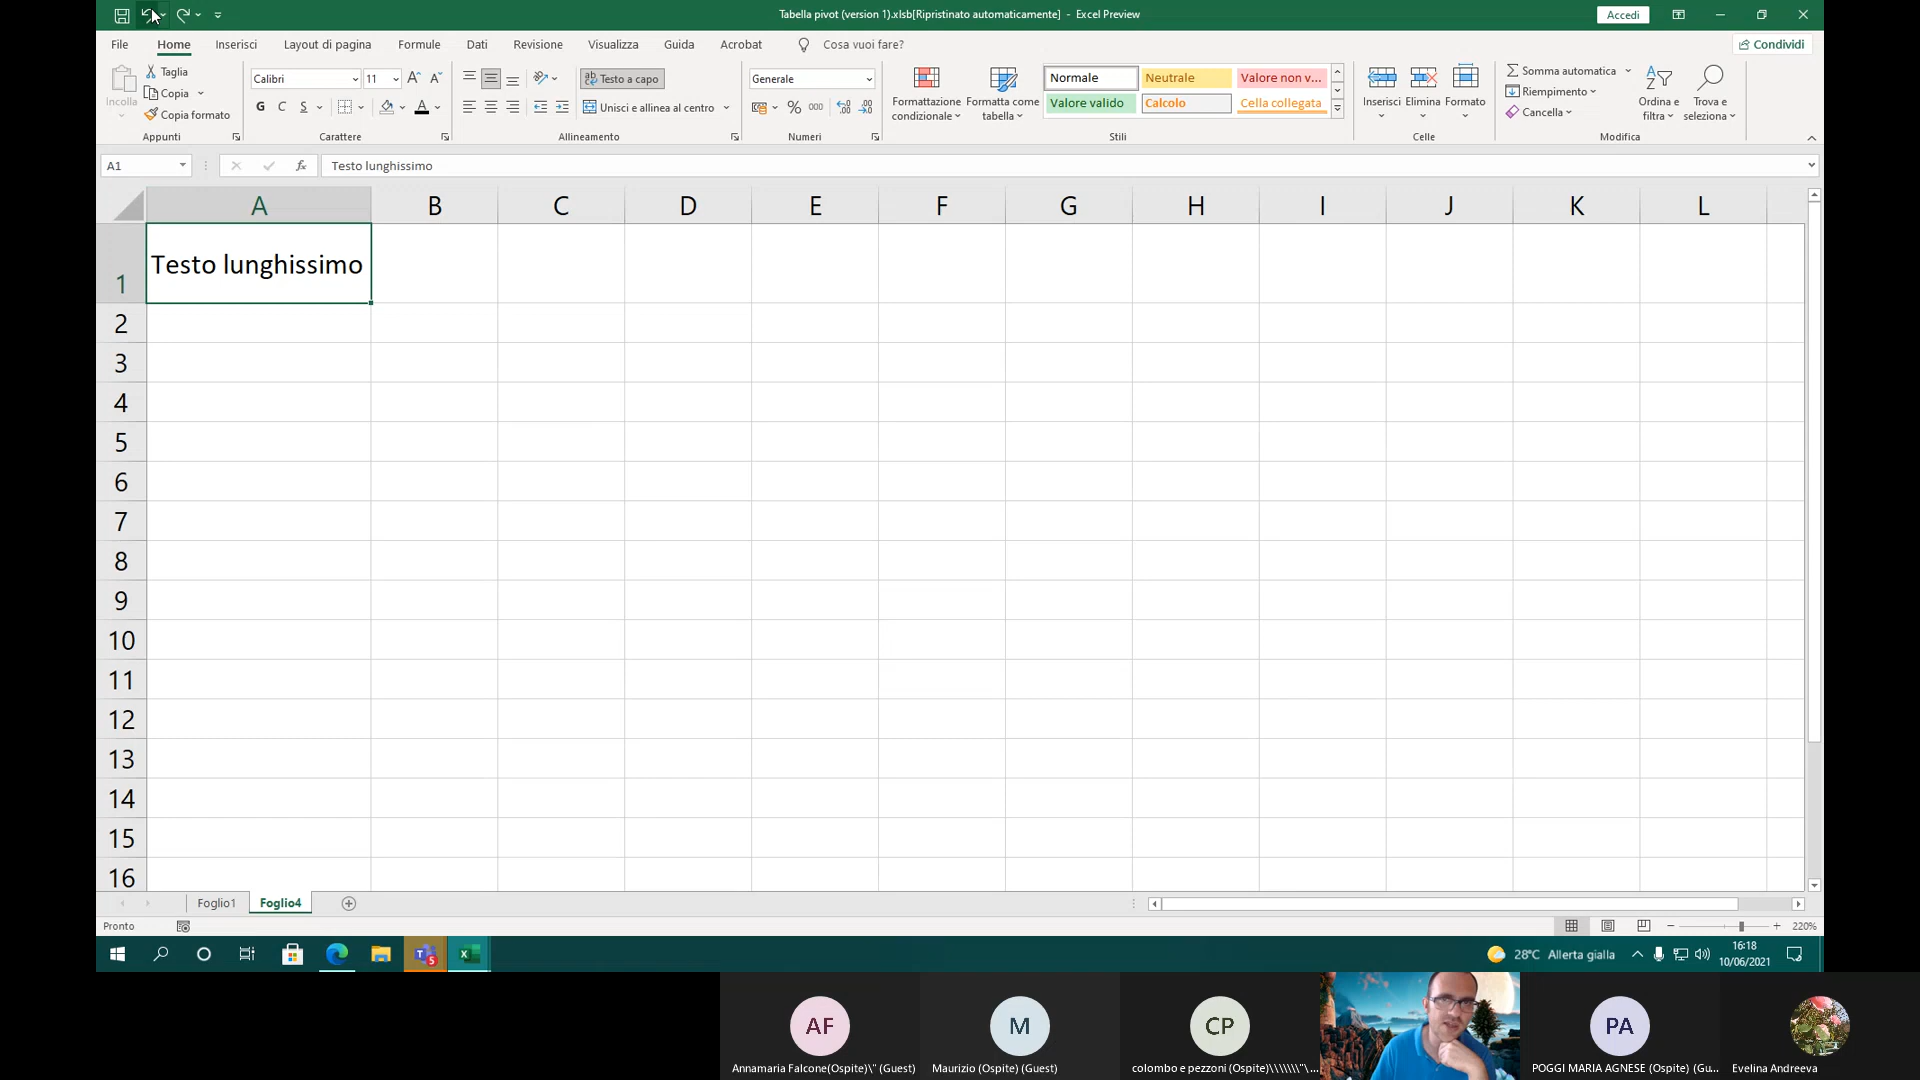 Tabella pivot (version 1).xlsb[Ripristinato automaticamente] - Excel Preview
Accedi
File Home Inserisci Layout di pagina Formule Dati Revisione Visualizza Guida Acrobat Cosa vuoi fare?
Condividi
Incolla
Taglia
Copia
Copia formato
Appunti
Calibri 11
G C S A
Carattere
Testo a capo
Unisci e allinea al centro
Allineamento
Generale
% 000
Numeri
Formattazione condizionale
Formatta come tabella
Normale Neutrale Valore non v...
Valore valido Calcolo Cella collegata
Stili
Inserisci Elimina Formato
Celle
Somma automatica
Riempimento
Cancella
Ordina e filtra
Trova e seleziona
Modifica
A1 fx Testo lunghissimo
A B C D E F G H I J K L
1 Testo lunghissimo
2
3
4
5
6
7
8
9
10
11
12
13
14
15
16
Foglio1 Foglio4
Pronto
220%
5
28°C Allerta gialla
16:18
10/06/2021
AF M CP PA
Annamaria Falcone(Ospite)\" (Guest) Maurizio (Ospite) (Guest) colombo e pezzoni (Ospite)\\\\\\\"\... POGGI MARIA AGNESE (Ospite) (Gu... Evelina Andreeva